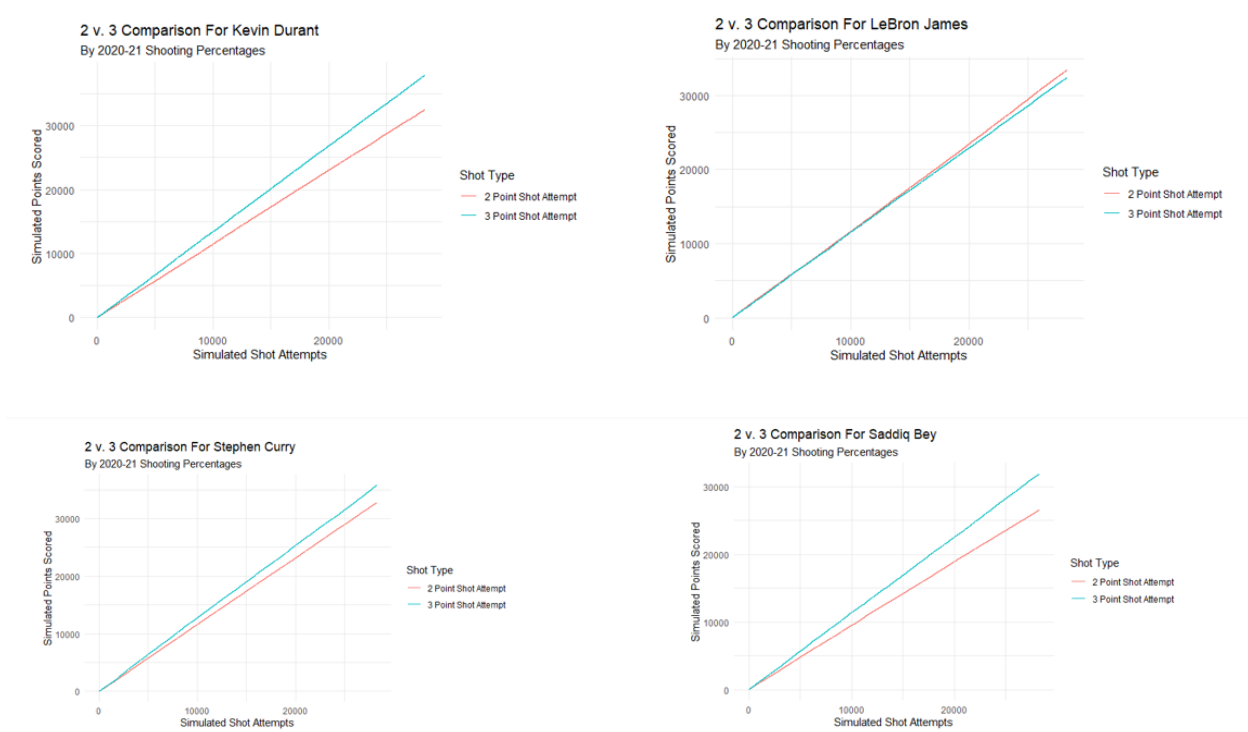 2 v. 3 Comparison For Kevin Durant
By 2020-21 Shooting Percentages
Simulated Points Scored
30000
20000
10000
0
0 10000 20000
Simulated Shot Attempts
Shot Type
2 Point Shot Attempt
3 Point Shot Attempt
2 v. 3 Comparison For LeBron James
By 2020-21 Shooting Percentages
Simulated Points Scored
30000
20000
10000
0
0 10000 20000
Simulated Shot Attempts
Shot Type
2 Point Shot Attempt
3 Point Shot Attempt
2 v. 3 Comparison For Stephen Curry
By 2020-21 Shooting Percentages
Simulated Points Scored
30000
20000
10000
0
0 10000 20000
Simulated Shot Attempts
Shot Type
2 Point Shot Attempt
3 Point Shot Attempt
2 v. 3 Comparison For Saddiq Bey
By 2020-21 Shooting Percentages
Simulated Points Scored
30000
20000
10000
0
0 10000 20000
Simulated Shot Attempts
Shot Type
2 Point Shot Attempt
3 Point Shot Attempt